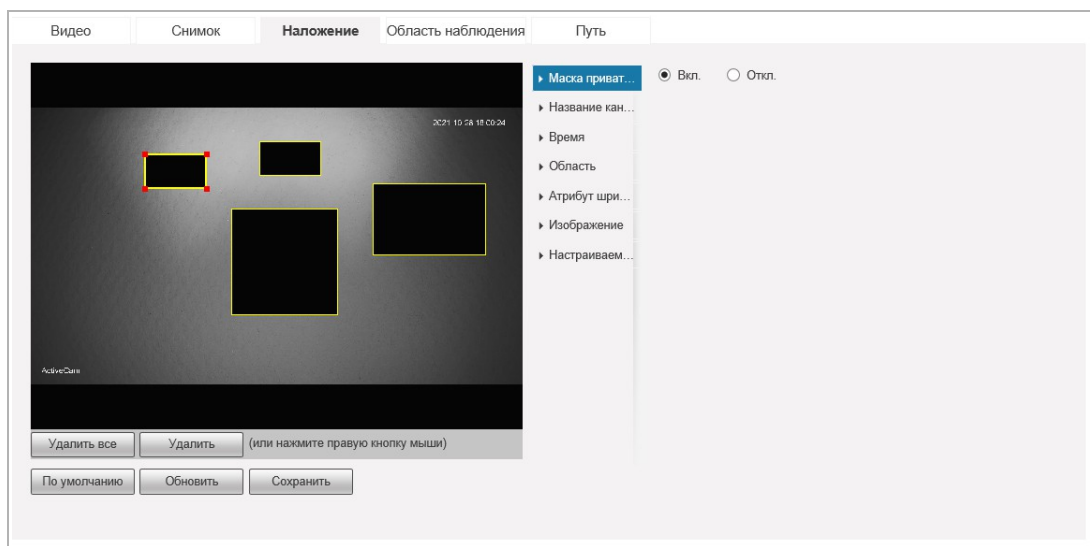 Видео Снимок Наложение Область наблюдения Путь
Маска приват...
Вкл. Откл.
Название кан...
Время
Область
Атрибут шри...
Изображение
Настраиваем...
ActiveCam
Удалить все Удалить (или нажмите правую кнопку мыши)
По умолчанию Обновить Сохранить